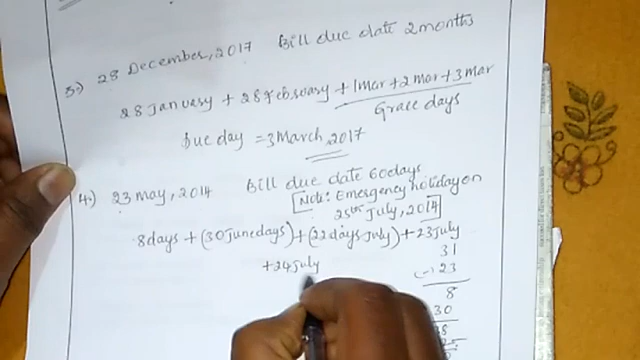 3.) 28 December, 2017 Bill due date 2 months
28 January + 28 February + 1 Mar + 2 Mar + 3 Mar
Grace days
Due day = 3 March, 2017
4.) 23 May, 2014 Bill due date 60 days
Note: Emergency holiday on
25th July, 2014
8 days + (30 June days) + (22 days July) + 23 July
+ 24 July
31
(-) 23
8
30